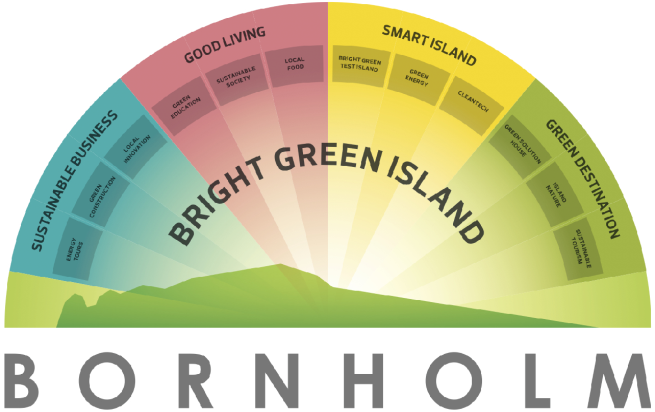 SUSTAINABLE BUSINESS
ENERGY
TOURS
GREEN
CONSTRUKTION
LOCAL
INNOVATION
GOOD LIVING
GREEN
EDUCATION
SUSTAINABLE
SOCIETY
LOCAL
FOOD
SMART ISLAND
BRIGHT GREEN
TEST ISLAND
GREEN
ENERGY
CLEANTECH
GREEN DESTINATION
GREEN SOLUTION
HOUSE
ISLAND
NATURE
SUSTAINABLE
TOURISM
BRIGHT GREEN ISLAND
BORNHOLM